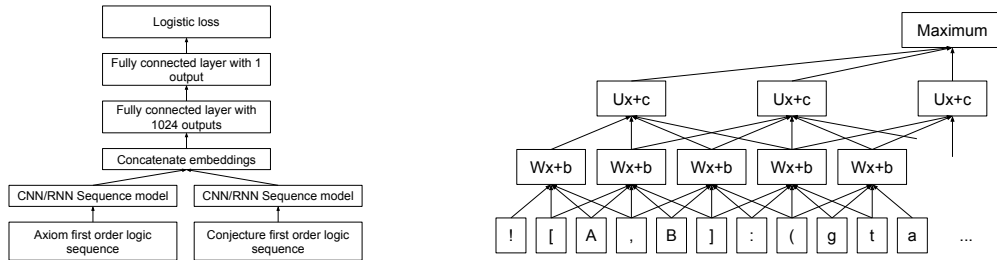 Logistic loss
Fully connected layer with 1
output
Fully connected layer with
1024 outputs
Concatenate embeddings
CNN/RNN Sequence model CNN/RNN Sequence model
Axiom first order logic
sequence
Conjecture first order logic
sequence
Maximum
Ux+c Ux+c Ux+c
Wx+b Wx+b Wx+b Wx+b Wx+b
! [ A , B ] : ( g t a ...